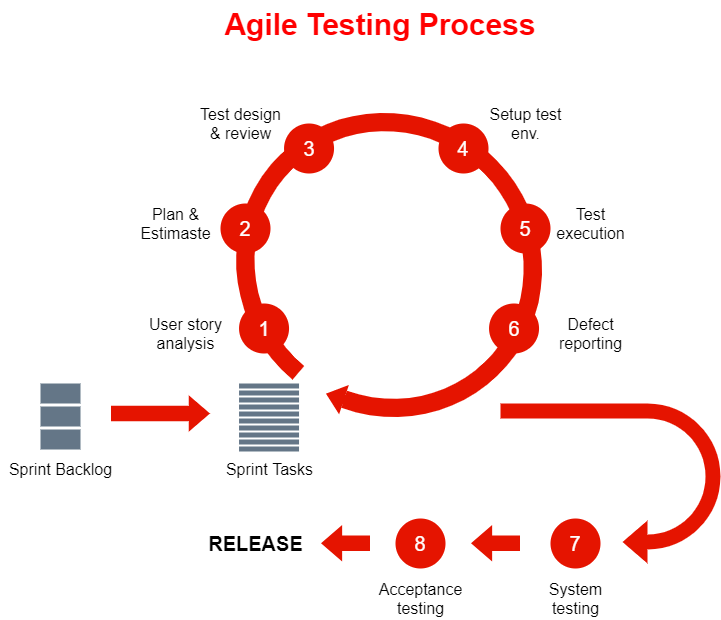 Agile Testing Process
Test design
& review
3
Setup test
env.
4
Plan &
Estimaste
2
Test
execution
5
User story
analysis
1
Defect
reporting
6
Sprint Backlog
Sprint Tasks
RELEASE
8
7
Acceptance
testing
System
testing